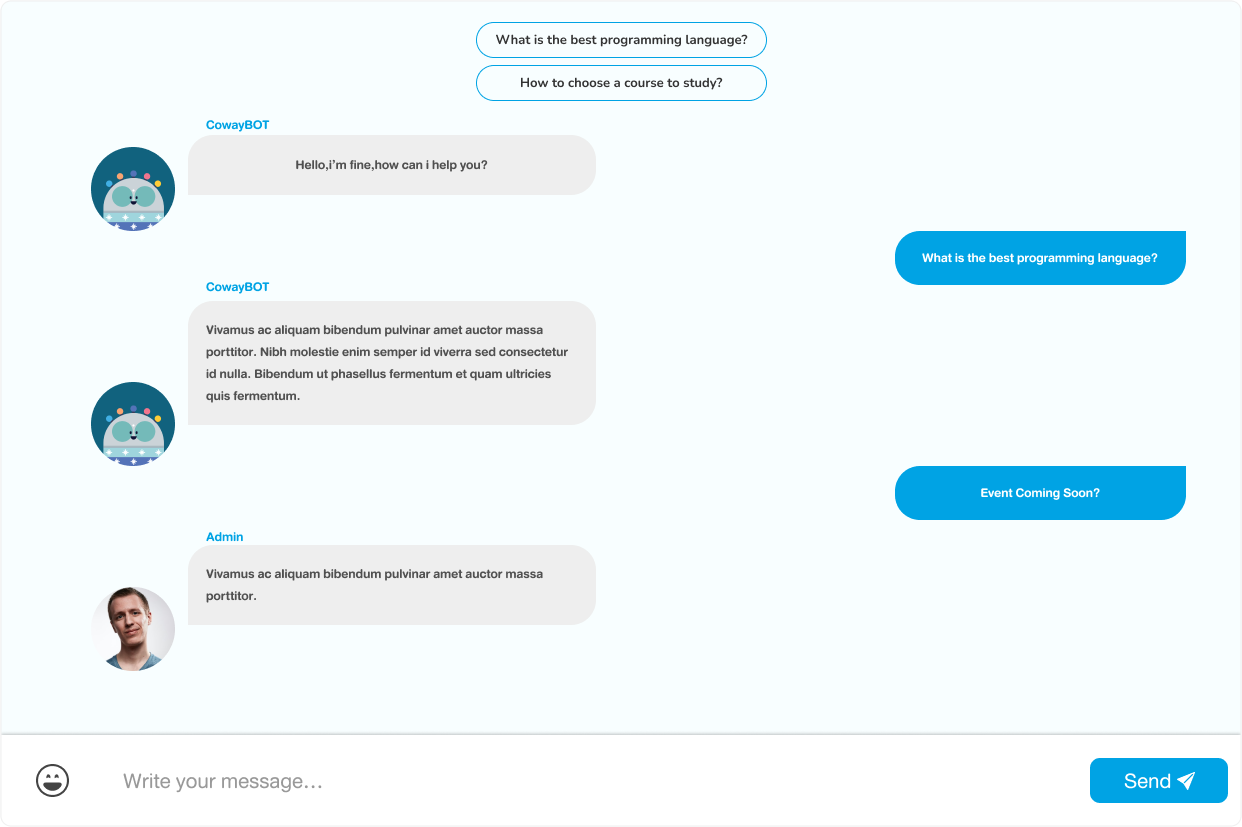 What is the best programming language?
How to choose a course to study?
CowayBOT
Hello,i'm fine,how can i help you?
What is the best programming language?
CowayBOT
Vivamus ac aliquam bibendum pulvinar amet auctor massa
porttitor. Nibh molestie enim semper id viverra sed consectetur
id nulla. Bibendum ut phasellus fermentum et quam ultricies
quis fermentum.
Event Coming Soon?
Admin
Vivamus ac aliquam bibendum pulvinar amet auctor massa
porttitor.
Write your message...
Send